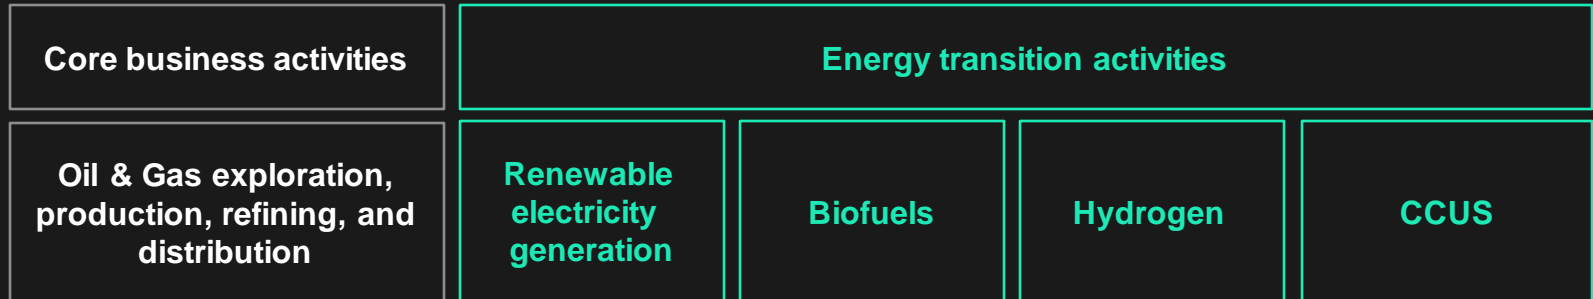 Core business activities
Energy transition activities
Oil & Gas exploration,
production, refining, and
distribution
Renewable
electricity
generation
Biofuels
Hydrogen
CCUS